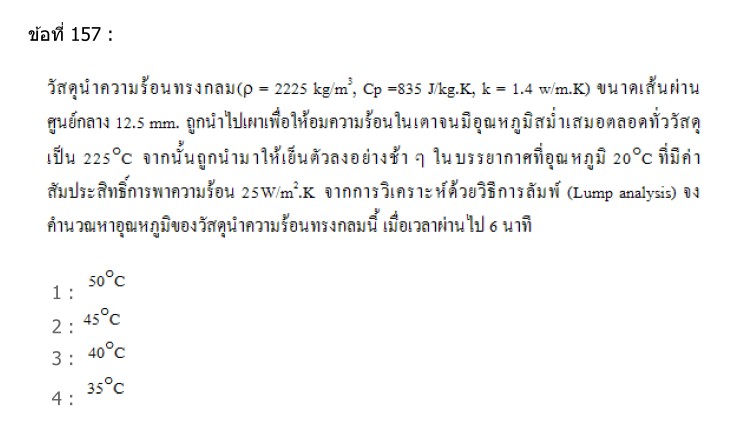 ข้อที่ 157 :
วัสดุนำความร้อนทรงกลม(ρ = 2225 kg/m³, Cp =835 J/kg.K, k = 1.4 w/m.K) ขนาดเส้นผ่าน
ศูนย์กลาง 12.5 mm. ถูกนำไปเผาเพื่อให้อมความร้อนในเตาจนมีอุณหภูมิสม่ำเสมอตลอดทั่ววัสดุ
เป็น 225°C จากนั้นถูกนำมาให้เย็นตัวลงอย่างช้า ๆ ในบรรยากาศที่อุณหภูมิ 20°C ที่มีค่า
สัมประสิทธิ์การพาความร้อน 25W/m².K จากการวิเคราะห์ด้วยวิธีการลัมพ์ (Lump analysis) จง
คำนวณหาอุณหภูมิของวัสดุนำความร้อนทรงกลมนี้ เมื่อเวลาผ่านไป 6 นาที
1 : 50°C
2 : 45°C
3 : 40°C
4 : 35°C